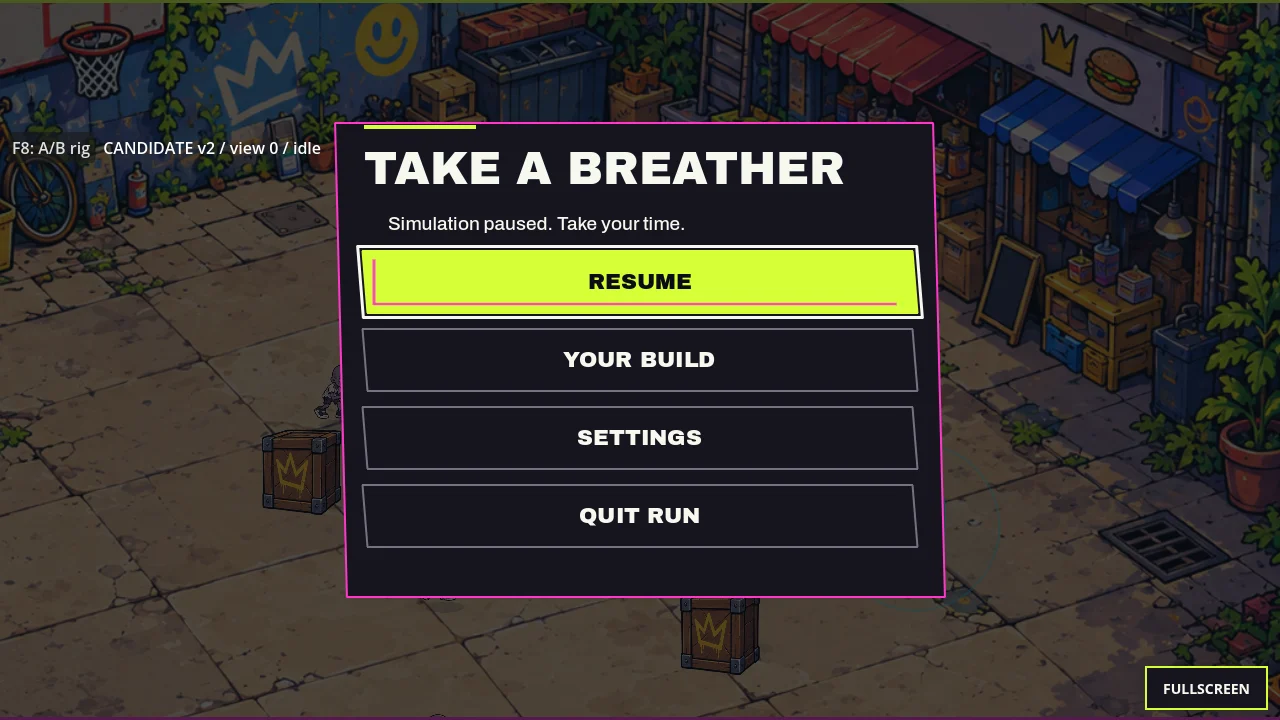 F8: A/B rig CANDIDATE v2 / view 0 / idle
TAKE A BREATHER
Simulation paused. Take your time.
RESUME
YOUR BUILD
SETTINGS
QUIT RUN
FULLSCREEN